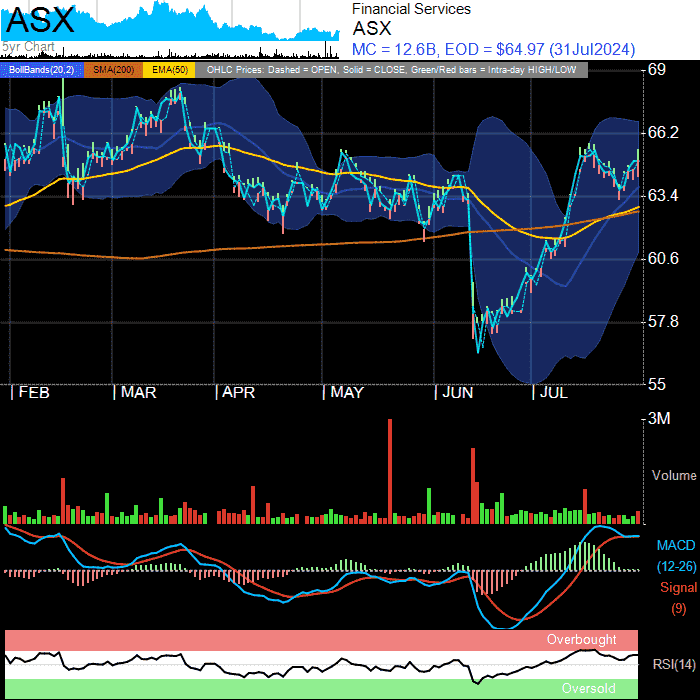 ASX
5yr Chart
Financial Services
ASX
MC = 12.6B, EOD = $64.97 (31Jul2024)
BollBands(20,2) SMA(200) EMA(50) OHLC Prices: Dashed = OPEN, Solid = CLOSE, Green/Red bars = Intra-day HIGH/LOW
69
66.2
63.4
60.6
57.8
55
FEB MAR APR MAY JUN JUL
3M
Volume
MACD
(12-26)
Signal
(9)
Overbought
RSI(14)
Oversold